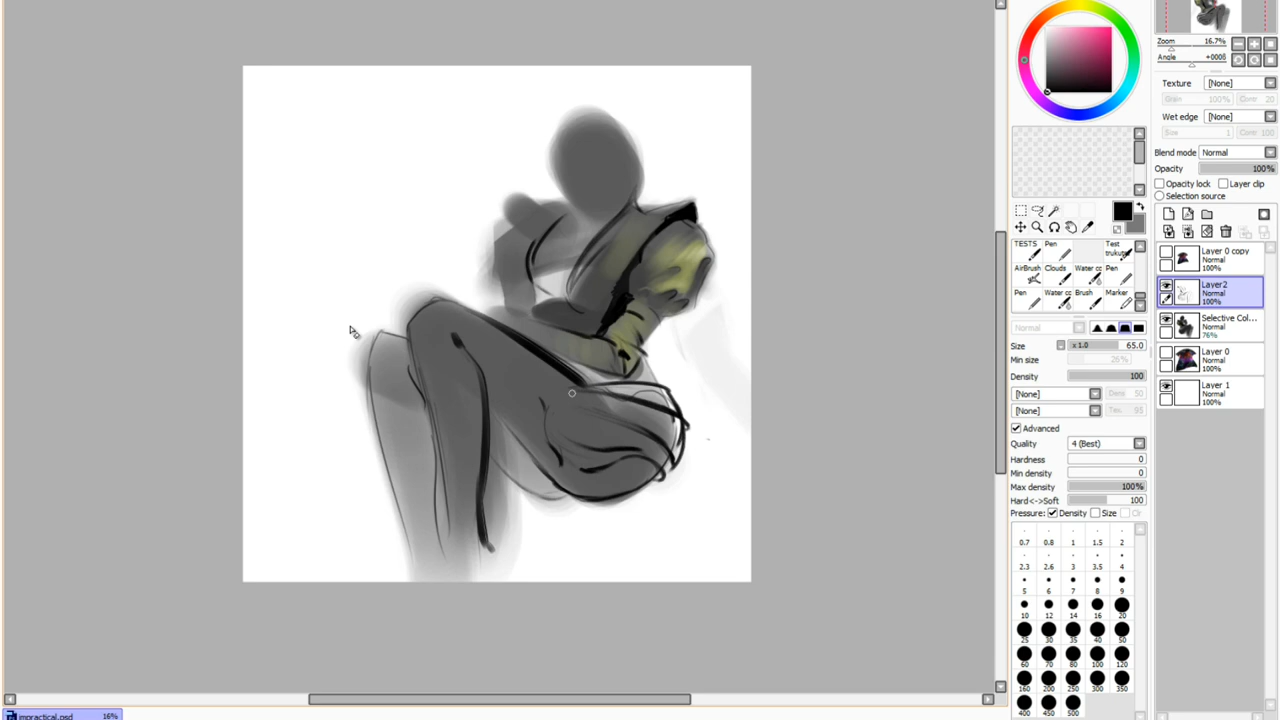 Zoom 16.7%
Angle +0008
Texture [None]
Grain 100% Contr 20
Wet edge [None]
Size 1 Contr 100
Blend mode Normal
Opacity 100%
Opacity lock Layer clip
Selection source
TESTS Pen Test
AirBrush Clouds Water cc Pen
Pen Water cc Brush Marker
Normal
Size x 1.0 65.0
Min size 26%
Density 100
[None] Dens 50
[None] Tex. 95
Advanced
Quality 4 (Best)
Hardness 0
Min density 0
Max density 100%
Hard<->Soft 100
Pressure: Density Size
0.7 0.8 1 1.5 2
2.3 2.6 3 3.5 4
5 6 7 8 9
10 12 14 16 20
25 30 35 40 50
60 70 80 100 120
160 200 250 300 350
400 450 500
Layer 0 copy
Normal
100%
Layer2
Normal
100%
Selective Col...
Normal
76%
Layer 0
Normal
100%
Layer 1
Normal
100%
impractical.psd 16%